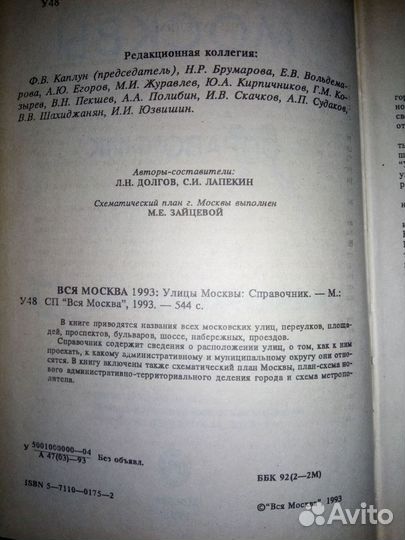 У48
Редакционная коллегия:
Ф.В. Каплун (председатель), Н.Р. Брумарова, Е.В. Вольдема-
рова, А.Ю. Егоров, М.И. Журавлев, Ю.А. Кирпичников, Г.М. Ко-
зырев, В.Н. Пекшев, А.А. Полибин, И.В. Скачков, А.П. Судаков,
В.В. Шахиджанян, И.И. Юзвишин.
Авторы-составители:
Л.Н. ДОЛГОВ, С.И. ЛАПЕКИН
Схематический план г. Москвы выполнен
М.Е. ЗАЙЦЕВОЙ
ВСЯ МОСКВА 1993: Улицы Москвы: Справочник. — М.:
У48 СП "Вся Москва", 1993. — 544 с.
В книге приводятся названия всех московских улиц, переулков, площа-
дей, проспектов, бульваров, шоссе, набережных, проездов.
Справочник содержит сведения о расположении улиц, о том, как к ним
проехать, к какому административному и муниципальному округу они отно-
сятся. В книгу включены также схематический план Москвы, план-схема но-
вого административно-территориального деления города и схема метропо-
литена.
У 5001000000—04
А 47(03)—93 Без объявл.
ББК 92(2—2М)
ISBN 5—7110—0175—2
©"Вся Москва", 1993
Avito